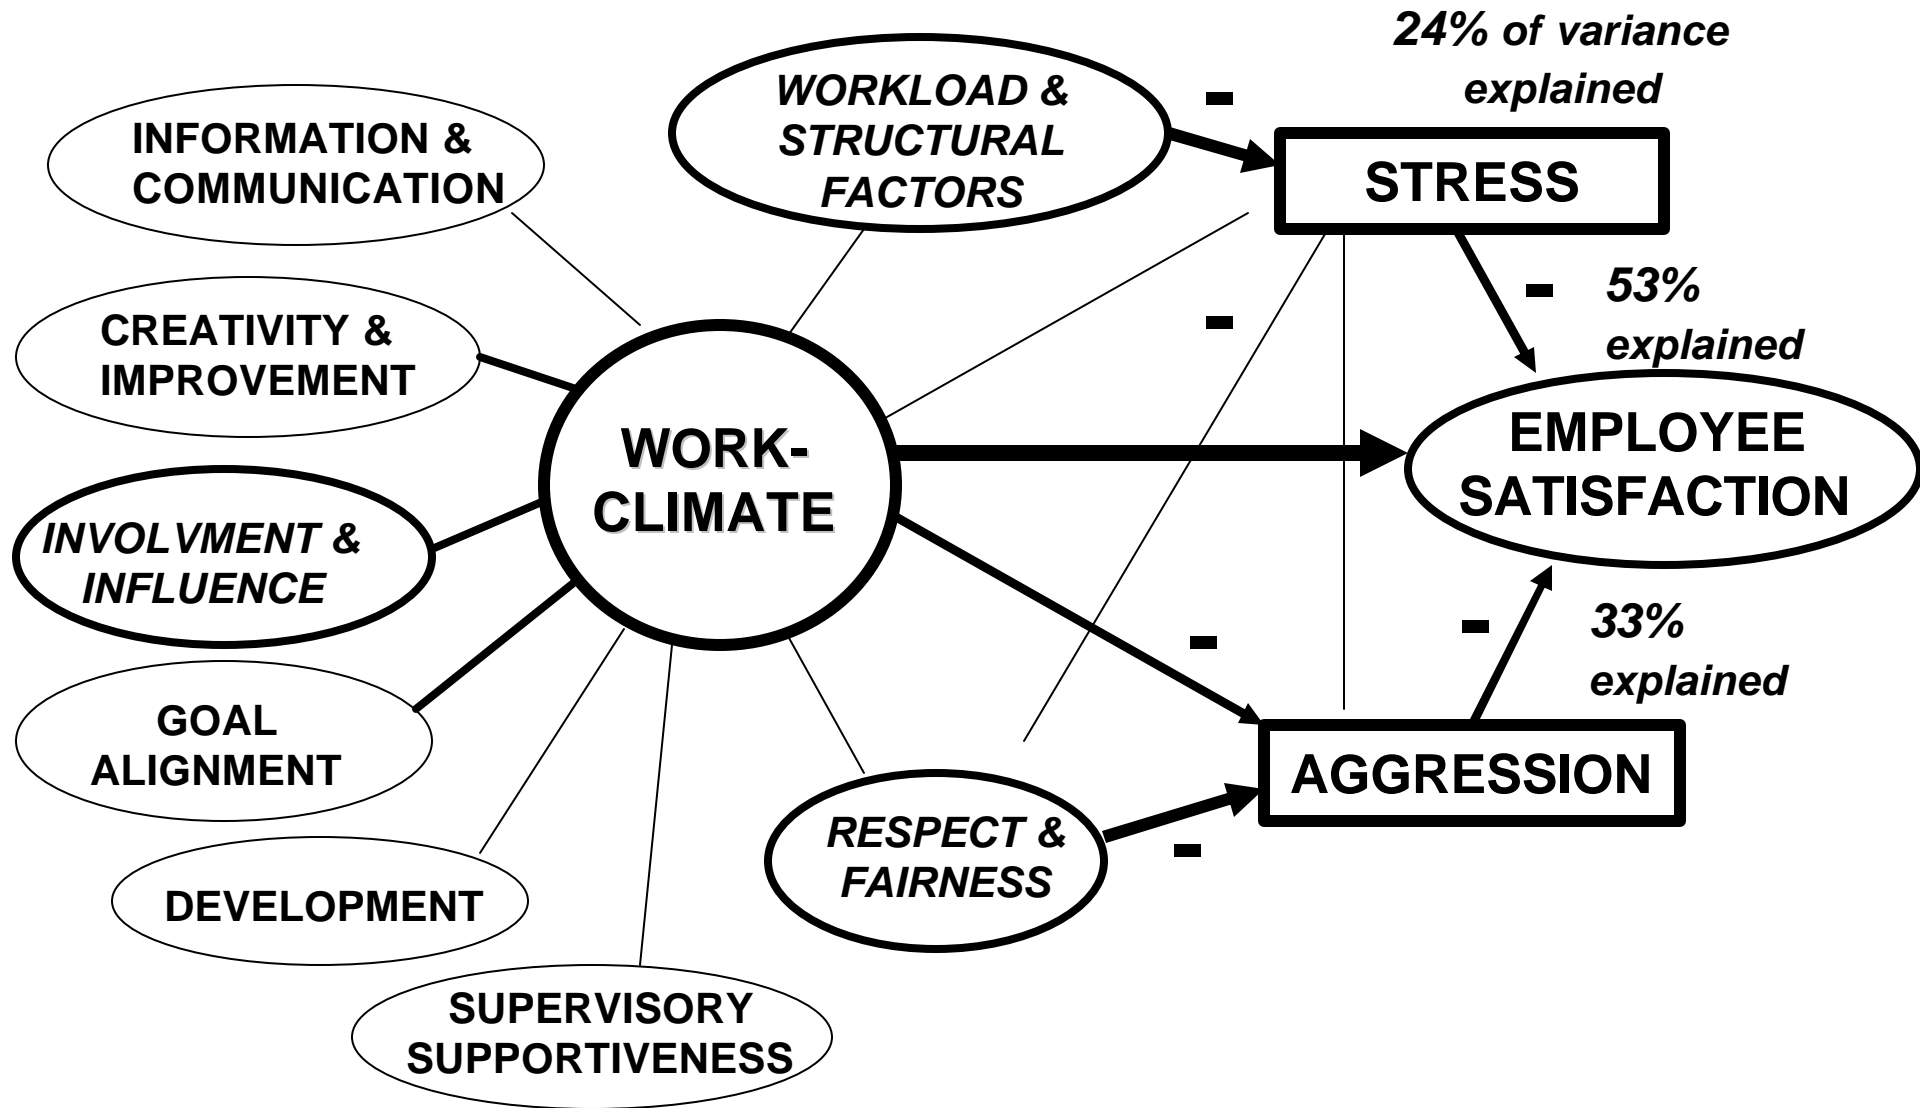 24% of variance
explained
WORKLOAD &
STRUCTURAL
FACTORS
-
STRESS
INFORMATION &
COMMUNICATION
-
53%
explained
-
CREATIVITY &
IMPROVEMENT
WORK-
CLIMATE
EMPLOYEE
SATISFACTION
INVOLVMENT &
INFLUENCE
-
-
33%
explained
GOAL
ALIGNMENT
AGGRESSION
RESPECT &
FAIRNESS
-
DEVELOPMENT
SUPERVISORY
SUPPORTIVENESS